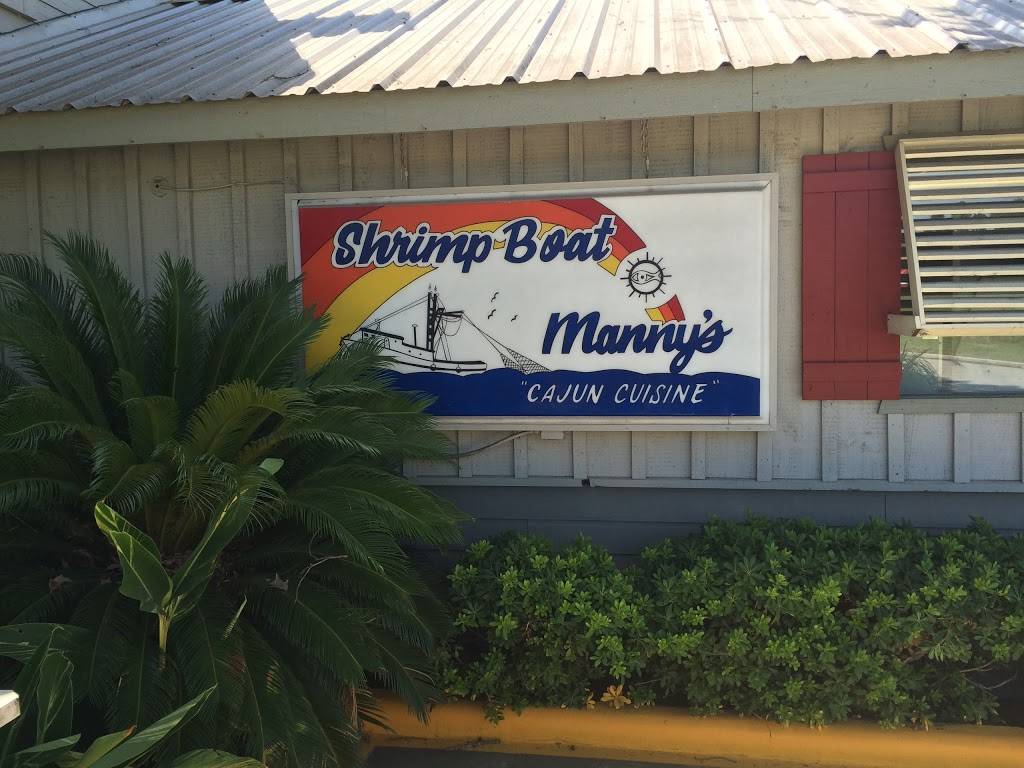 Shrimp Boat
Manny's
"CAJUN CUISINE"